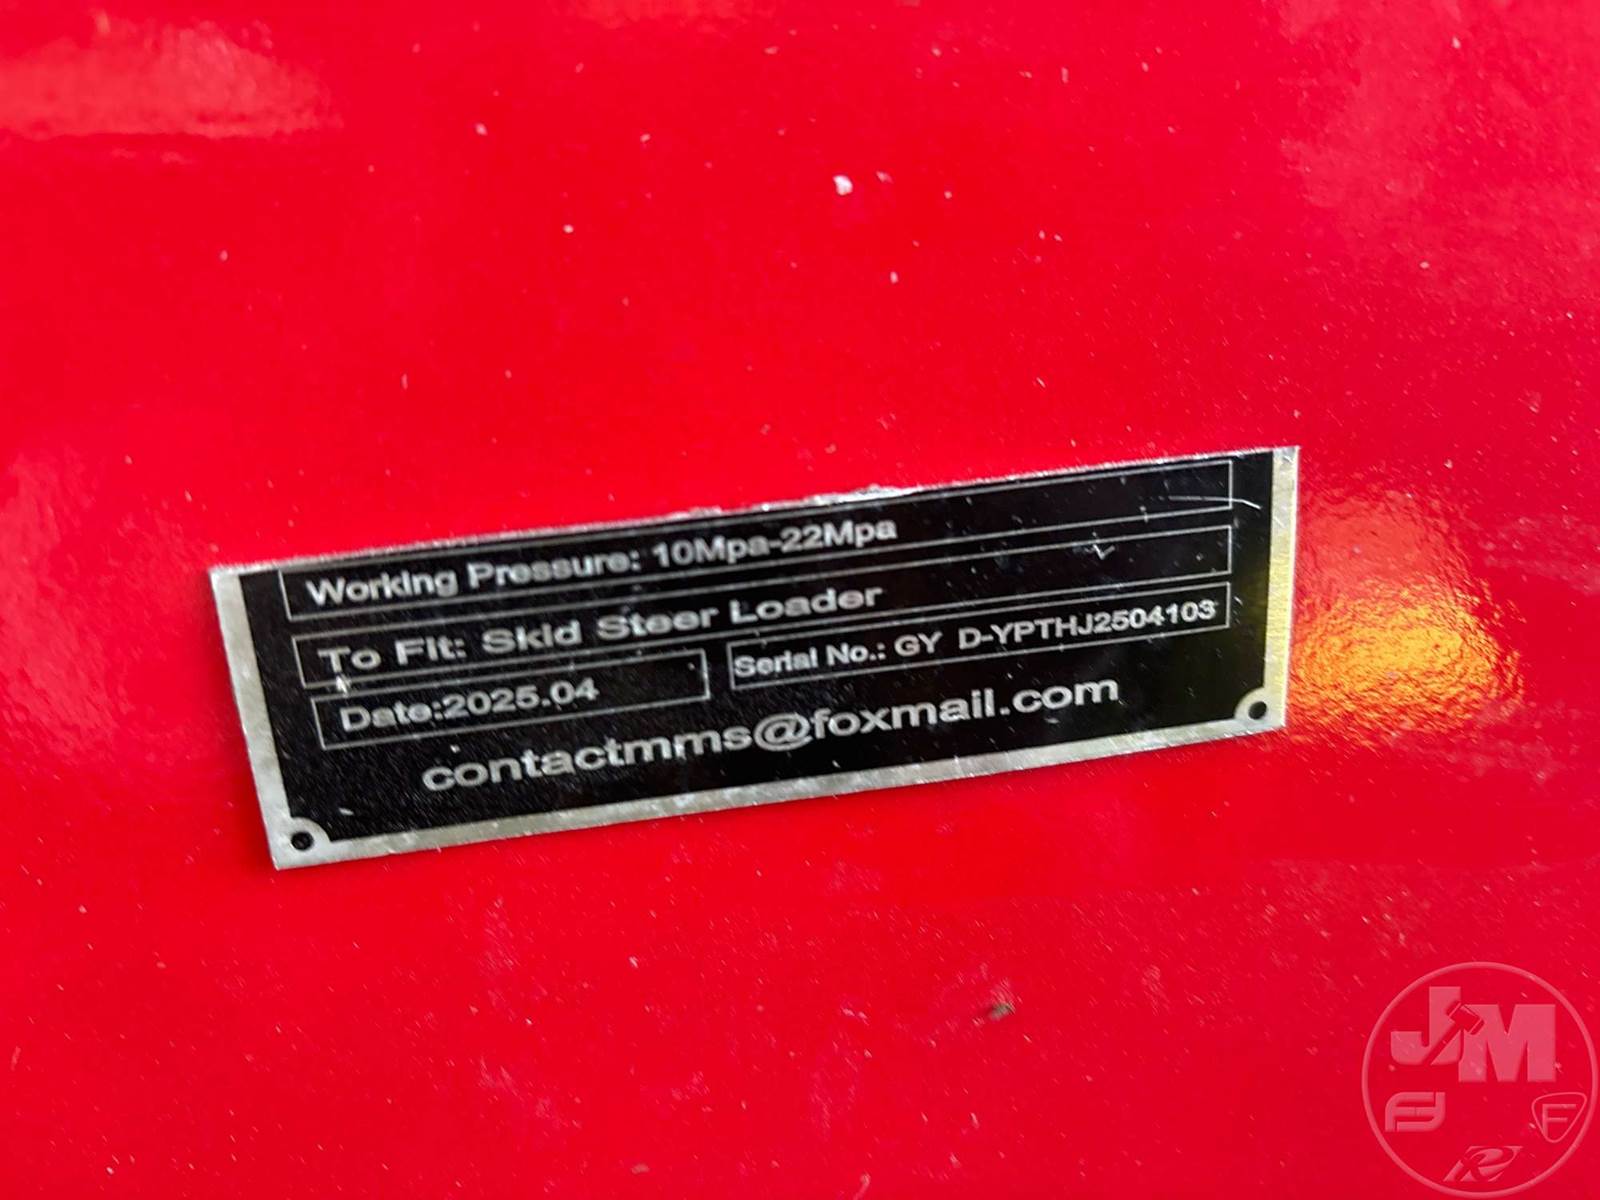 Working Pressure: 10Mpa-22Mpa
To Fit: Skid Steer Loader
Date:2025.04
Serial No.: GY D-YPTHJ2504103
contactmms@foxmail.com
JM